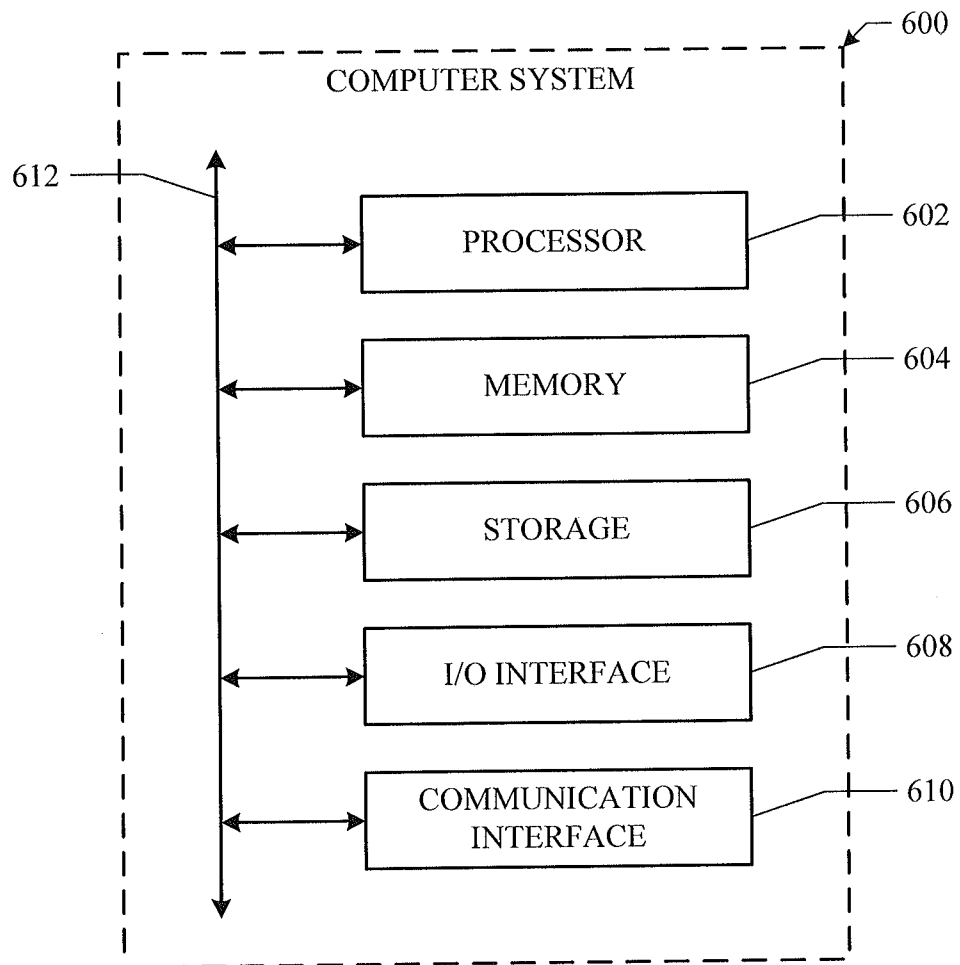 600
COMPUTER SYSTEM
612
PROCESSOR
602
MEMORY
604
STORAGE
606
I/O INTERFACE
608
COMMUNICATION
INTERFACE
610